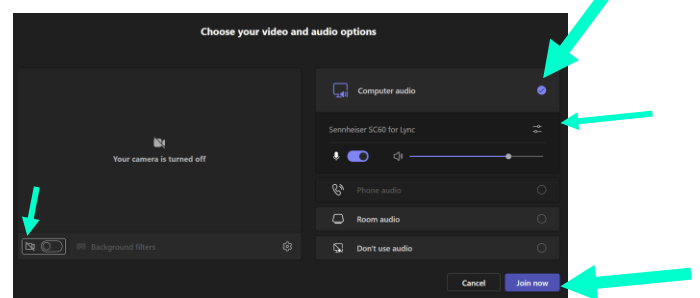 Choose your video and audio options
Computer audio
Sennheiser SC60 for Lync
Your camera is turned off
Phone audio
Room audio
Background filters
Don't use audio
Cancel
Join now